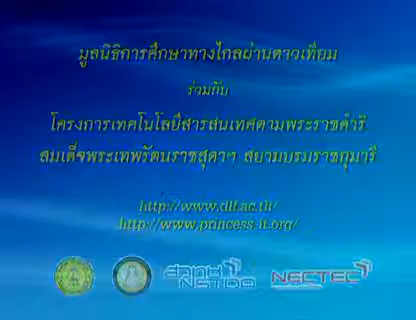 มูลนิธิการศึกษาทางไกลผ่านดาวเทียม
ร่วมกับ
โครงการเทคโนโลยีสารสนเทศตามพระราชดำริ
สมเด็จพระเทพรัตนราชสุดาฯ สยามบรมราชกุมารี
http://www.dlf.ac.th/
http://www.princess.it.org/
สวทช NECTEC
NSTDA